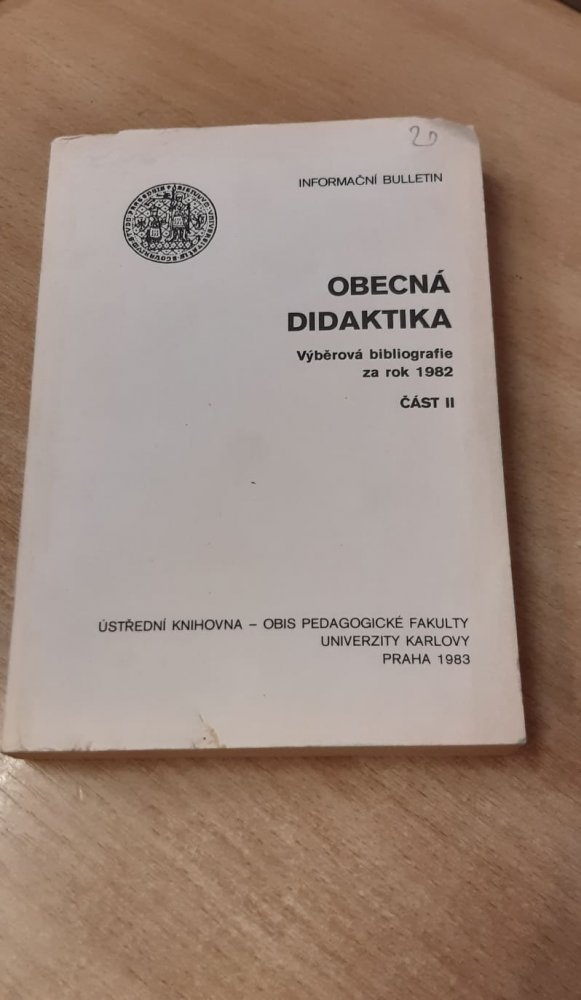 20
INFORMAČNÍ BULLETIN
OBECNÁ
DIDAKTIKA
Výběrová bibliografie
za rok 1982
ČÁST II
ÚSTŘEDNÍ KNIHOVNA – OBIS PEDAGOGICKÉ FAKULTY
UNIVERZITY KARLOVY
PRAHA 1983